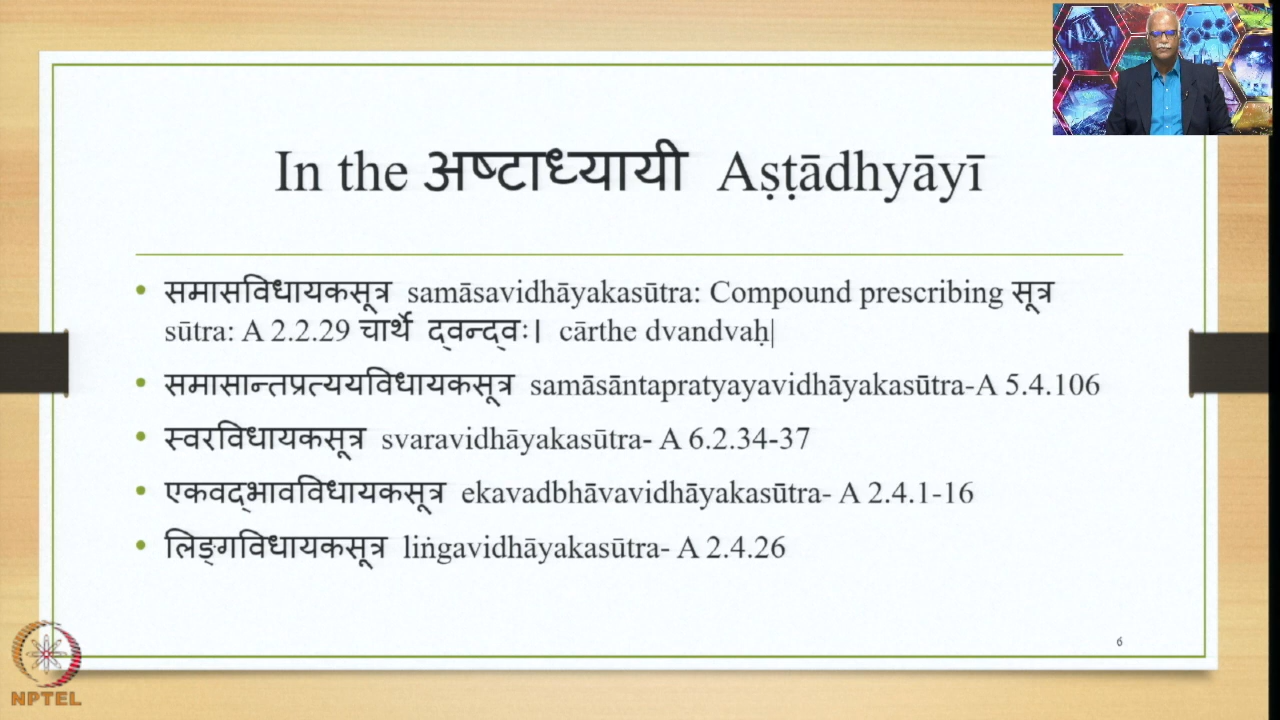 In the अष्टाध्यायी Aṣṭādhyāyī
• समासविधायकसूत्र samāsavidhāyakasūtra: Compound prescribing सूत्र
sūtra: A 2.2.29 चार्थे द्वन्द्वः। cārthe dvandvaḥ|
• समासान्तप्रत्ययविधायकसूत्र samāsāntapratyayavidhāyakasūtra-A 5.4.106
• स्वरविधायकसूत्र svaravidhāyakasūtra- A 6.2.34-37
• एकवद्भावविधायकसूत्र ekavadbhāvavidhāyakasūtra- A 2.4.1-16
• लिङ्गविधायकसूत्र liṅgavidhāyakasūtra- A 2.4.26
6
NPTEL